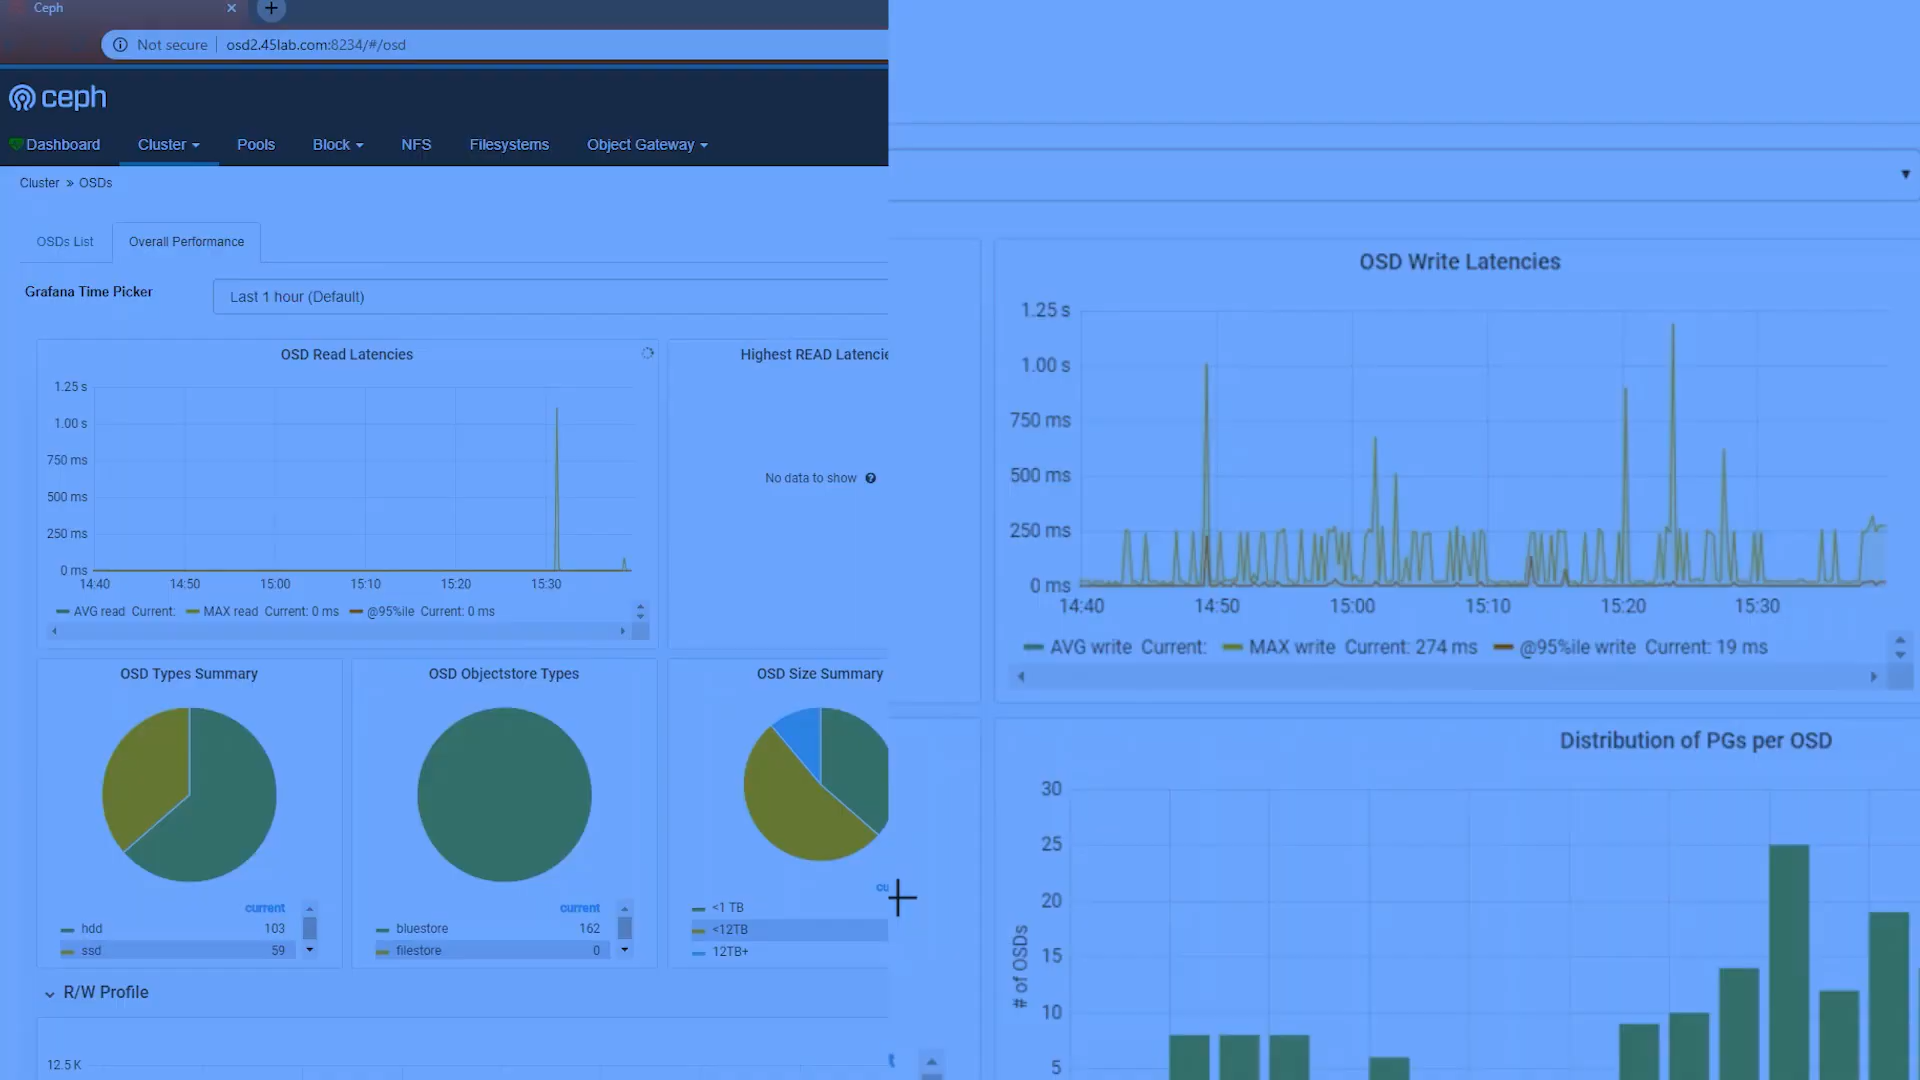 Ceph
Not secure osd2.45lab.com:8234/#/osd
ceph
Dashboard Cluster Pools Block NFS Filesystems Object Gateway
Cluster » OSDs
OSDs List Overall Performance
Grafana Time Picker Last 1 hour (Default)
OSD Read Latencies
1.25 s
1.00 s
750 ms
500 ms
250 ms
0 ms
14:40 14:50 15:00 15:10 15:20 15:30
AVG read Current: MAX read Current: 0 ms @95%ile Current: 0 ms
Highest READ Latencie
No data to show
OSD Types Summary
current
hdd 103
ssd 59
OSD Objectstore Types
current
bluestore 162
filestore 0
OSD Size Summary
cu
<1 TB
<12TB
12TB+
R/W Profile
12.5 K
OSD Write Latencies
1.25 s
1.00 s
750 ms
500 ms
250 ms
0 ms
14:40 14:50 15:00 15:10 15:20 15:30
AVG write Current: MAX write Current: 274 ms @95%ile write Current: 19 ms
Distribution of PGs per OSD
# of OSDs
30
25
20
15
10
5